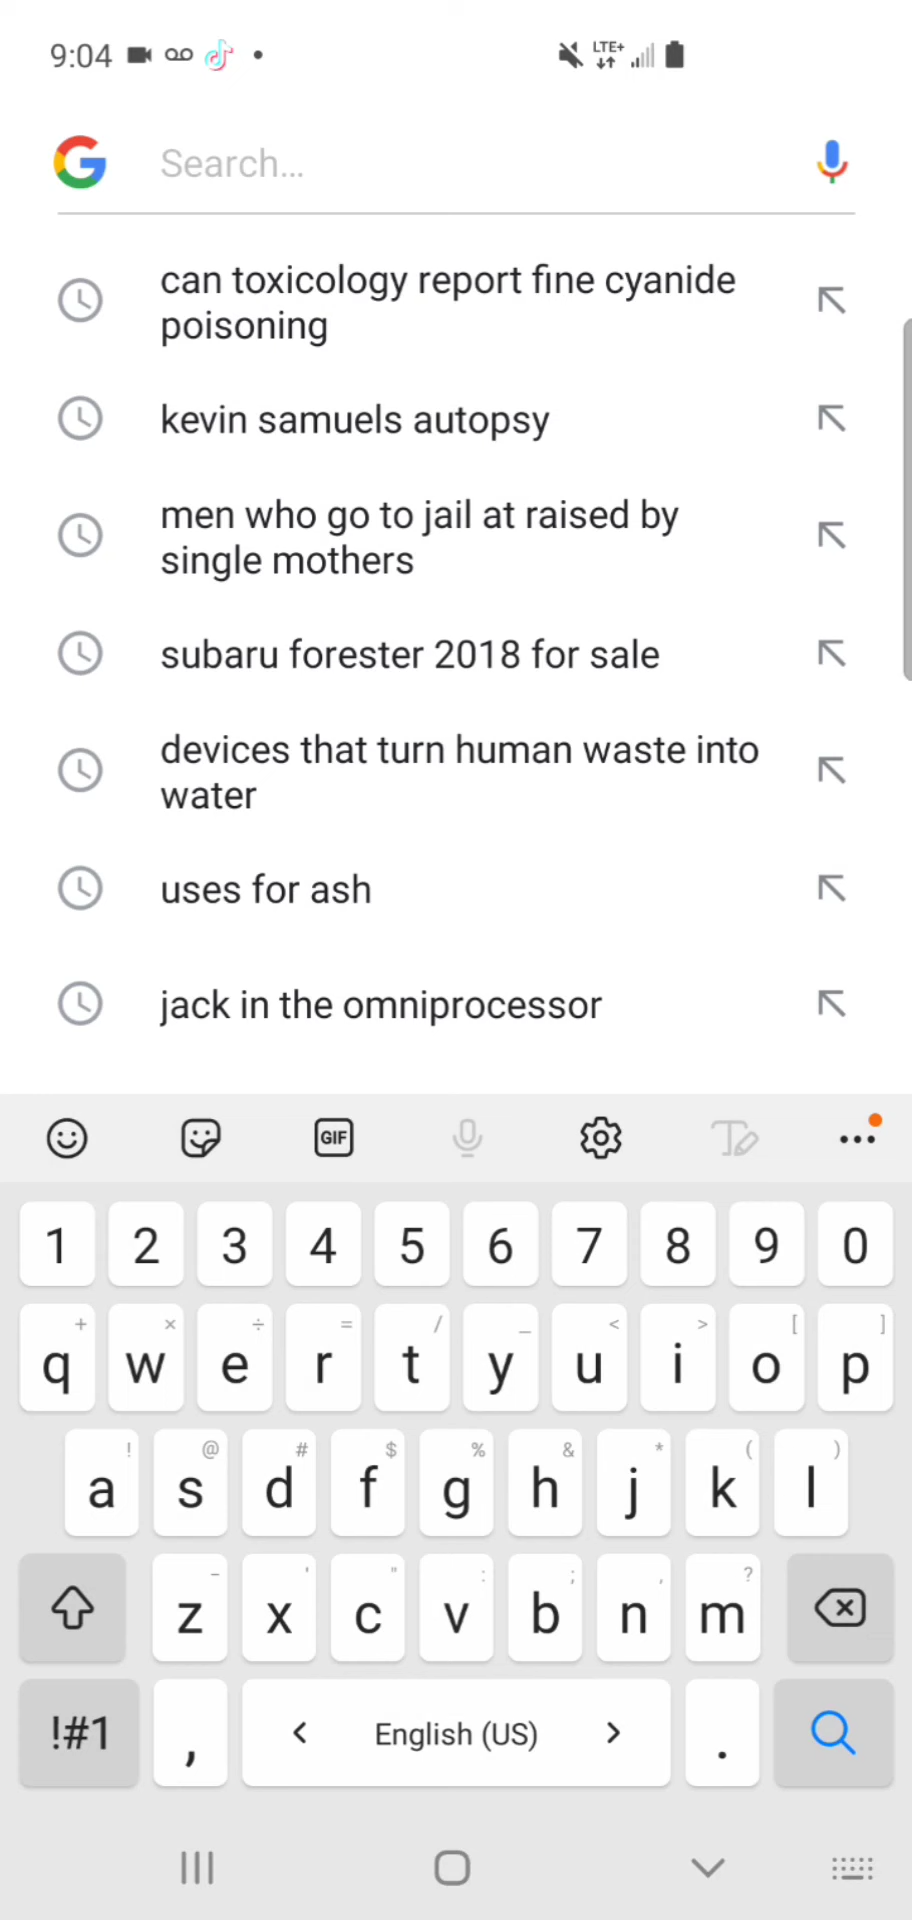 9:04
LTE+
Search...
can toxicology report fine cyanide
poisoning
kevin samuels autopsy
men who go to jail at raised by
single mothers
subaru forester 2018 for sale
devices that turn human waste into
water
uses for ash
jack in the omniprocessor
GIF
1 2 3 4 5 6 7 8 9 0
+ × ÷ = / _ < > [ ]
q w e r t y u i o p
! @ # $ % & * ( )
a s d f g h j k l
- ' " : ; , ?
z x c v b n m
!#1 , < English (US) > .